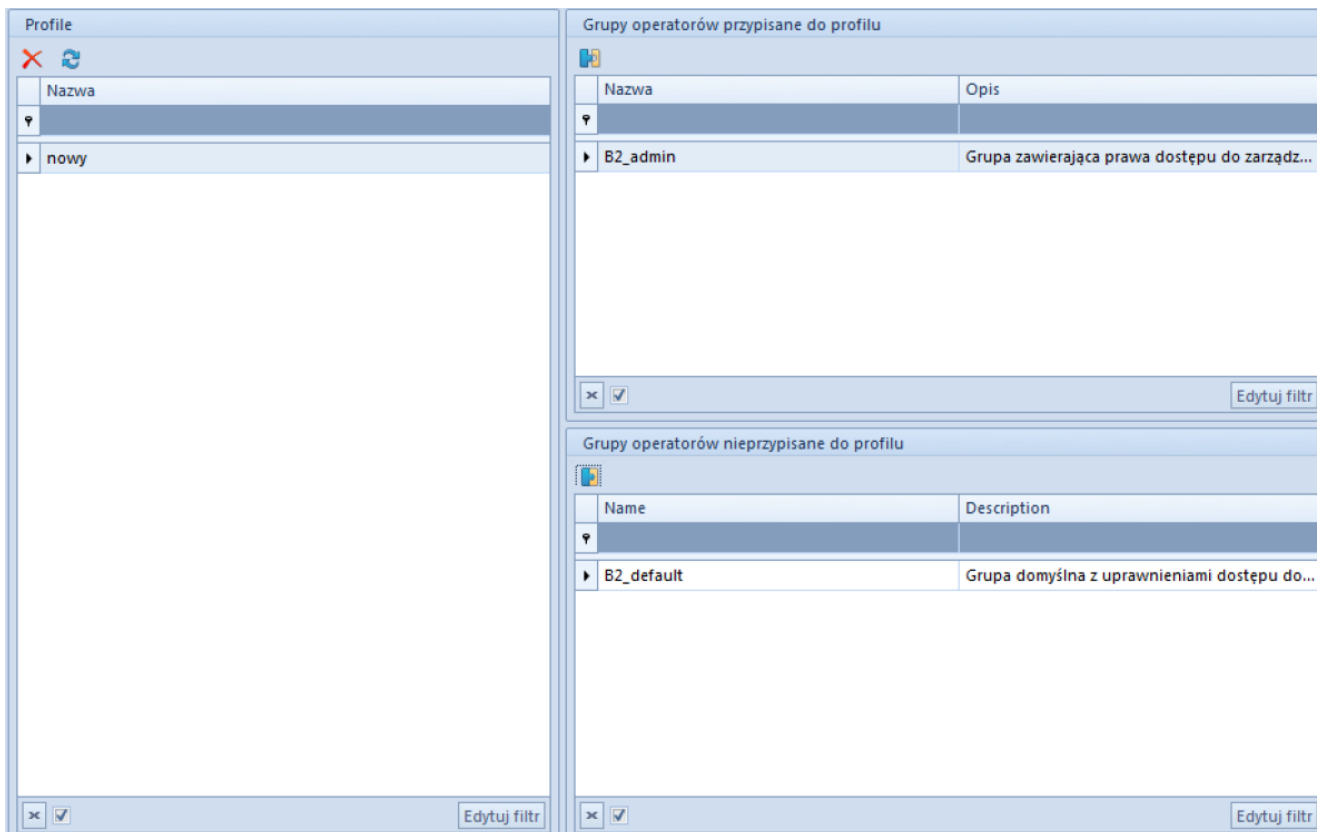 Profile
Nazwa
nowy
Edytuj filtr
Grupy operatorów przypisane do profilu
Nazwa Opis
B2_admin Grupa zawierająca prawa dostępu do zarządz...
Edytuj filtr
Grupy operatorów nieprzypisane do profilu
Name Description
B2_default Grupa domyślna z uprawnieniami dostępu do...
Edytuj filtr